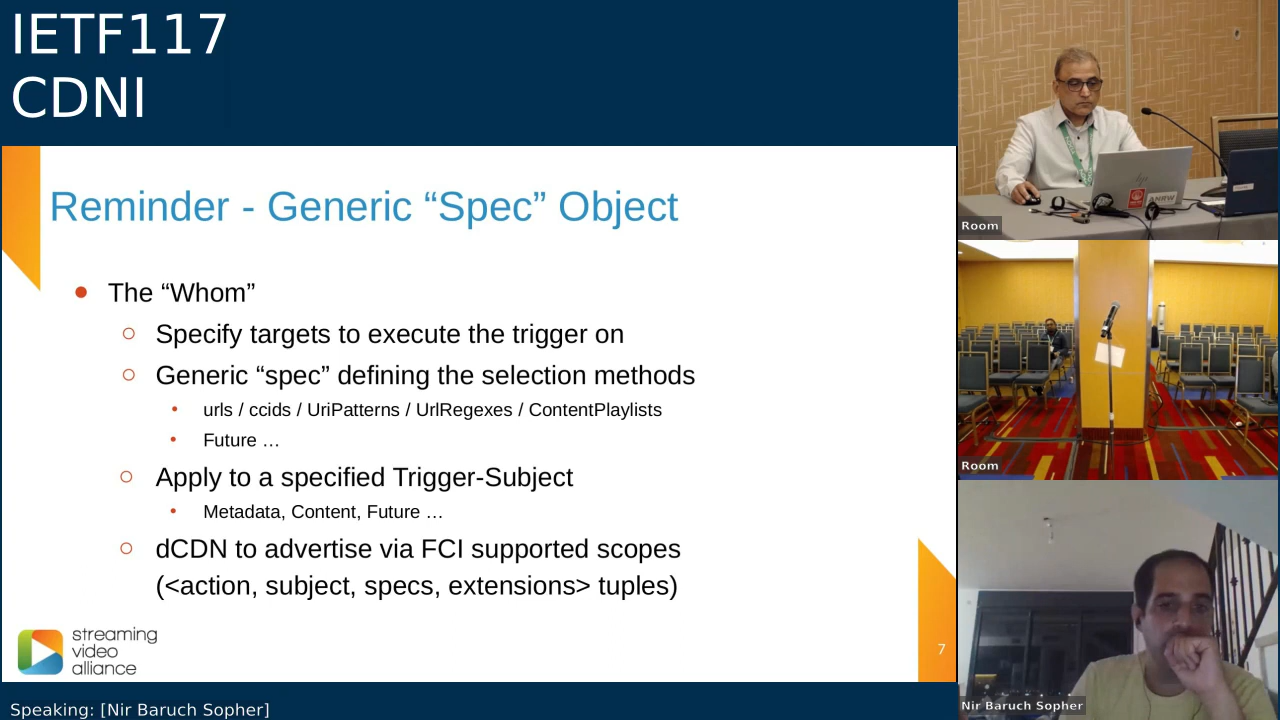 IETF117
CDNI
Reminder - Generic “Spec” Object
The “Whom”
Specify targets to execute the trigger on
Generic “spec” defining the selection methods
urls / ccids / UriPatterns / UrlRegexes / ContentPlaylists
Future …
Apply to a specified Trigger-Subject
Metadata, Content, Future …
dCDN to advertise via FCI supported scopes
(<action, subject, specs, extensions> tuples)
streaming
video
alliance
7
Speaking: [Nir Baruch Sopher]
hp
ANRW
Room
Room
Nir Baruch Sopher